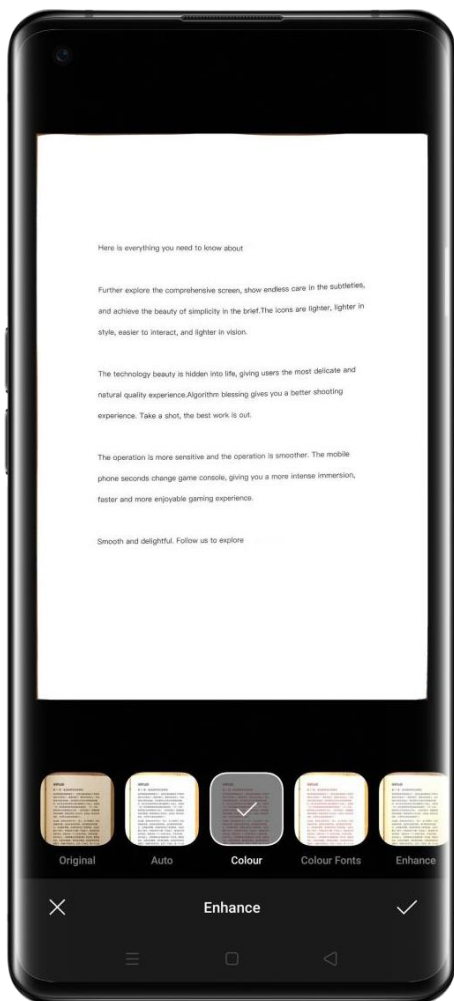 Here is everything you need to know about
Further explore the comprehensive screen, show endless care in the subtleties,
and achieve the beauty of simplicity in the brief.The icons are lighter, lighter in
style, easier to interact, and lighter in vision.
The technology beauty is hidden into life, giving users the most delicate and
natural quality experience.Algorithm blessing gives you a better shooting
experience. Take a shot, the best work is out.
The operation is more sensitive and the operation is smoother. The mobile
phone seconds change game console, giving you a more intense immersion,
faster and more enjoyable gaming experience.
Smooth and delightful. Follow us to explore
Original Auto Colour Colour Fonts Enhance
Enhance